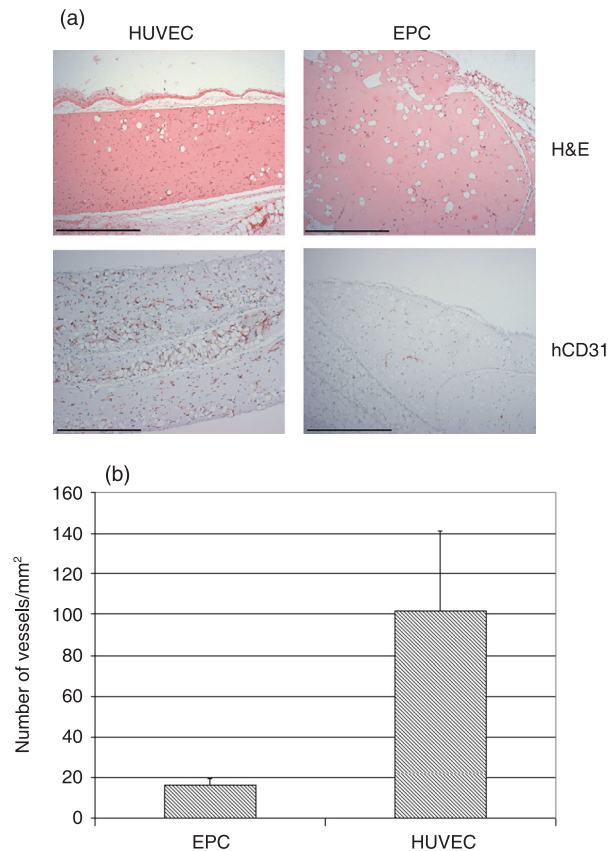 (a)
HUVEC
EPC
H&E
hCD31
(b)
160
140
120
100
80
60
40
20
0
Number of vessels/mm²
EPC
HUVEC